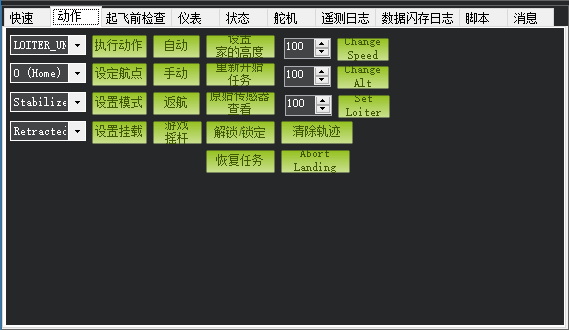 快速 动作 起飞前检查 仪表 状态 舵机 遥测日志 数据闪存日志 脚本 消息
LOITER_UN 执行动作 自动 设置
家的高度 100 Change
Speed
0 (Home) 设定航点 手动 重新开始
任务 100 Change
Alt
Stabilize 设置模式 返航 原始传感器
查看 100 Set
Loiter
Retracted 设置挂载 游戏
摇杆 解锁/锁定 清除轨迹
恢复任务 Abort
Landing